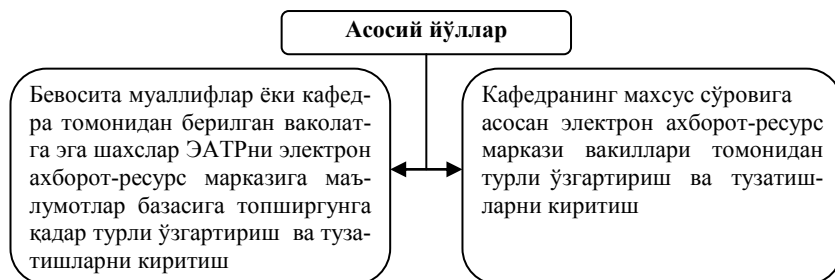 Асосий йўллар
Бевосита муаллифлар ёки кафед-
ра томонидан берилган ваколат-
га эга шахслар ЭАТРни электрон
ахборот-ресурс марказига маъ-
лумотлар базасига топширгунга
қадар турли ўзгартириш ва туза-
тишларни киритиш
Кафедранинг махсус сўровига
асосан электрон ахборот-ресурс
маркази вакиллари томонидан
турли ўзгартириш ва тузатиш-
ларни киритиш